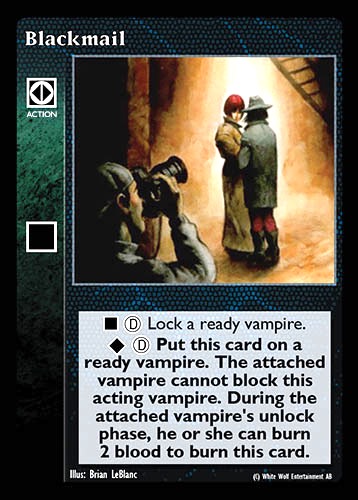 Blackmail
ACTION
■ Ⓓ Lock a ready vampire.
◆ Ⓓ Put this card on a
ready vampire. The attached
vampire cannot block this
acting vampire. During the
attached vampire's unlock
phase, he or she can burn
2 blood to burn this card.
Illus: Brian LeBlanc
(C) White Wolf Entertainment AB